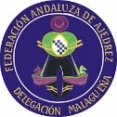 FEDERACIÓN ANDALUZA DE AJEDREZ
DELEGACIÓN MALAGUEÑA